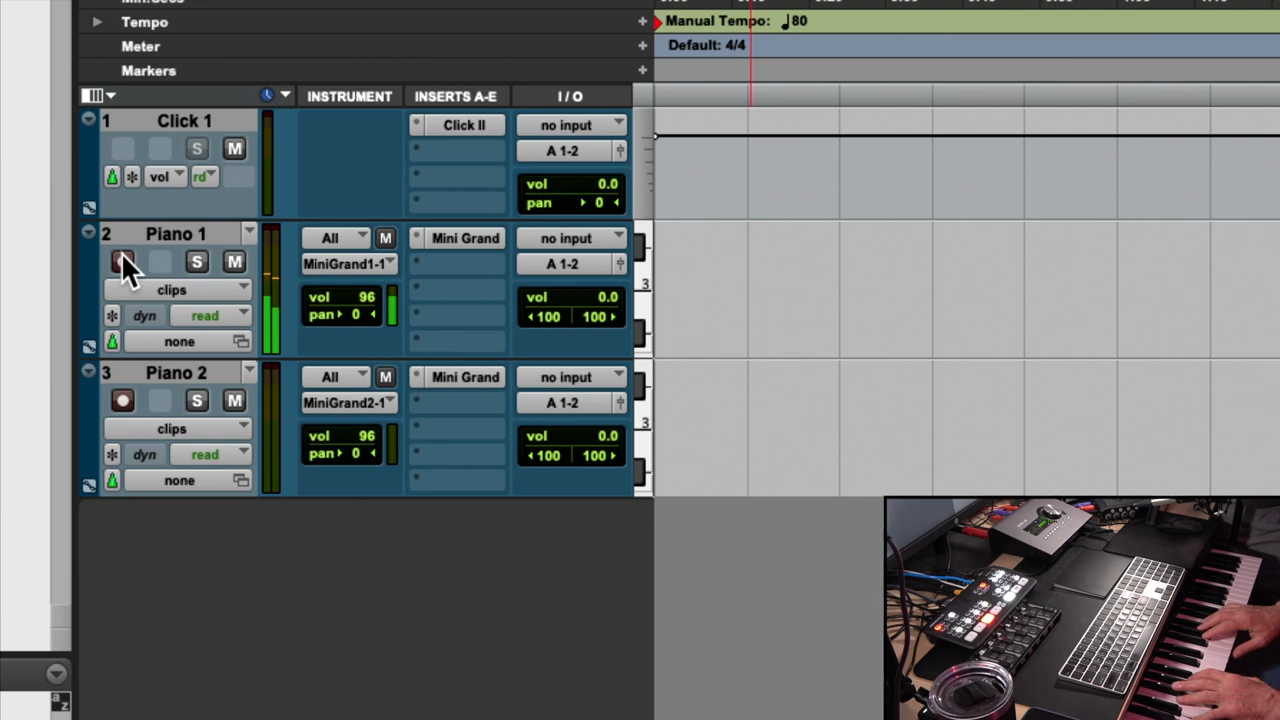 Tempo + Manual Tempo: ♩80
Meter + Default: 4/4
Markers +
INSTRUMENT INSERTS A-E I / O
1 Click 1 Click II no input
S M A 1-2
vol rd vol 0.0
pan 0
2 Piano 1 All M Mini Grand no input
S M MiniGrand1-1 A 1-2
clips vol 96 vol 0.0
dyn read pan 0 100 100
none
3
3 Piano 2 All M Mini Grand no input
S M MiniGrand2-1 A 1-2
clips vol 96 vol 0.0
dyn read pan 0 100 100
none
3
a
z